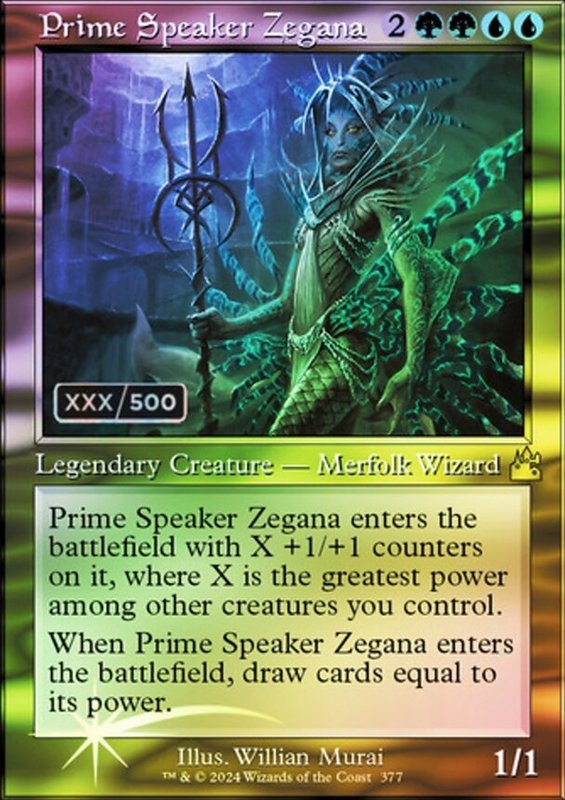 Prime Speaker Zegana 2
XXX/500
Legendary Creature — Merfolk Wizard
Prime Speaker Zegana enters the
battlefield with X +1/+1 counters
on it, where X is the greatest power
among other creatures you control.
When Prime Speaker Zegana enters
the battlefield, draw cards equal to
its power.
Illus. Willian Murai
™ & © 2024 Wizards of the Coast 377
1/1